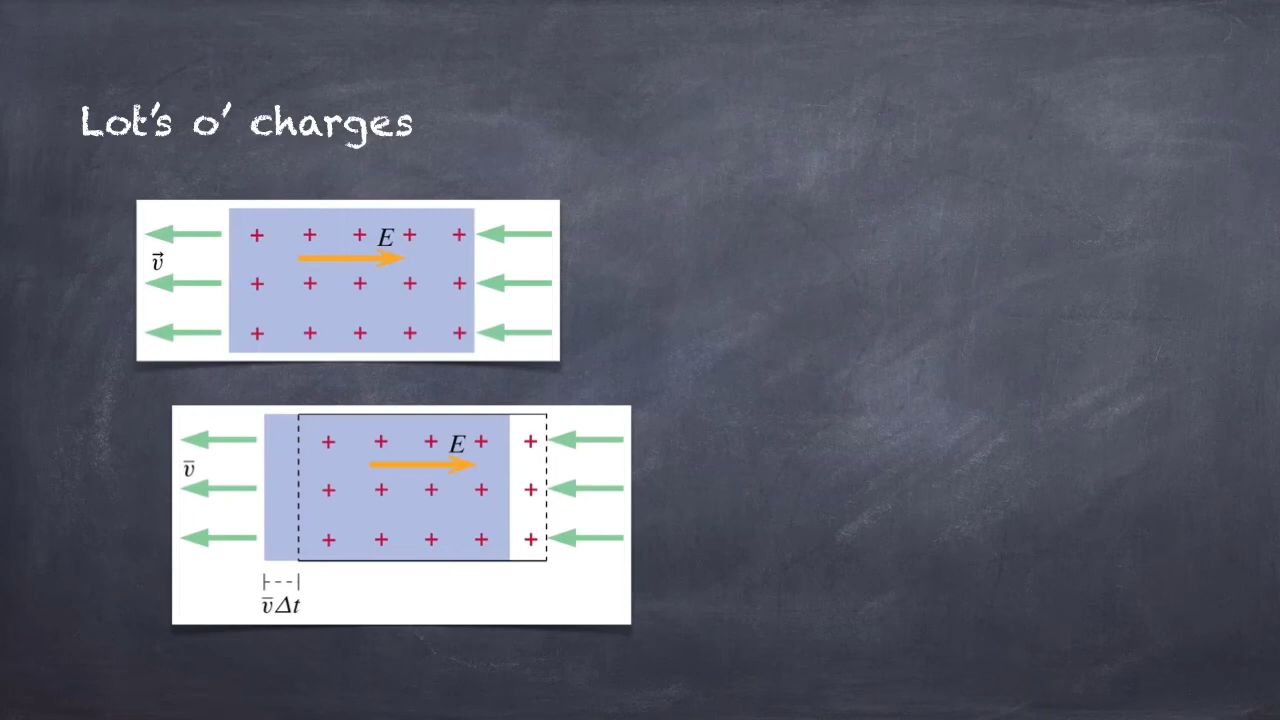 Lot's o' charges
+ + + E + +
v⃗
+ + + + +
+ + + + +
+ + + E + +
v̅
+ + + + +
+ + + + +
v̅Δt